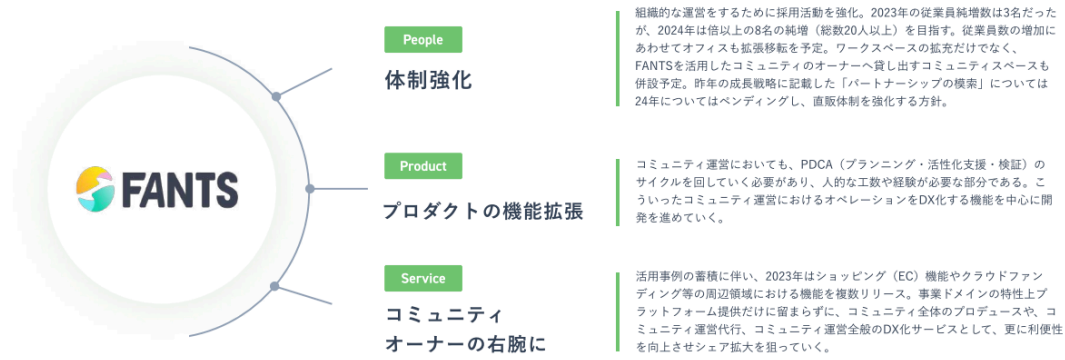 FANTS
People
体制強化
組織的な運営をするために採用活動を強化。2023年の従業員純増数は3名だった
が、2024年は倍以上の8名の純増（総数20人以上）を目指す。従業員数の増加に
あわせてオフィスも拡張移転を予定。ワークスペースの拡充だけでなく、
FANTSを活用したコミュニティのオーナーへ貸し出すコミュニティスペースも
併設予定。昨年の成長戦略に記載した「パートナーシップの模索」については
24年についてはペンディングし、直販体制を強化する方針。
Product
プロダクトの機能拡張
コミュニティ運営においても、PDCA（プランニング・活性化支援・検証）の
サイクルを回していく必要があり、人的な工数や経験が必要な部分である。こ
ういったコミュニティ運営におけるオペレーションをDX化する機能を中心に開
発を進めていく。
Service
コミュニティ
オーナーの右腕に
活用事例の蓄積に伴い、2023年はショッピング（EC）機能やクラウドファン
ディング等の周辺領域における機能を複数リリース。事業ドメインの特性上プ
ラットフォーム提供だけに留まらずに、コミュニティ全体のプロデュースや、コ
ミュニティ運営代行、コミュニティ運営全般のDX化サービスとして、更に利便性
を向上させシェア拡大を狙っていく。